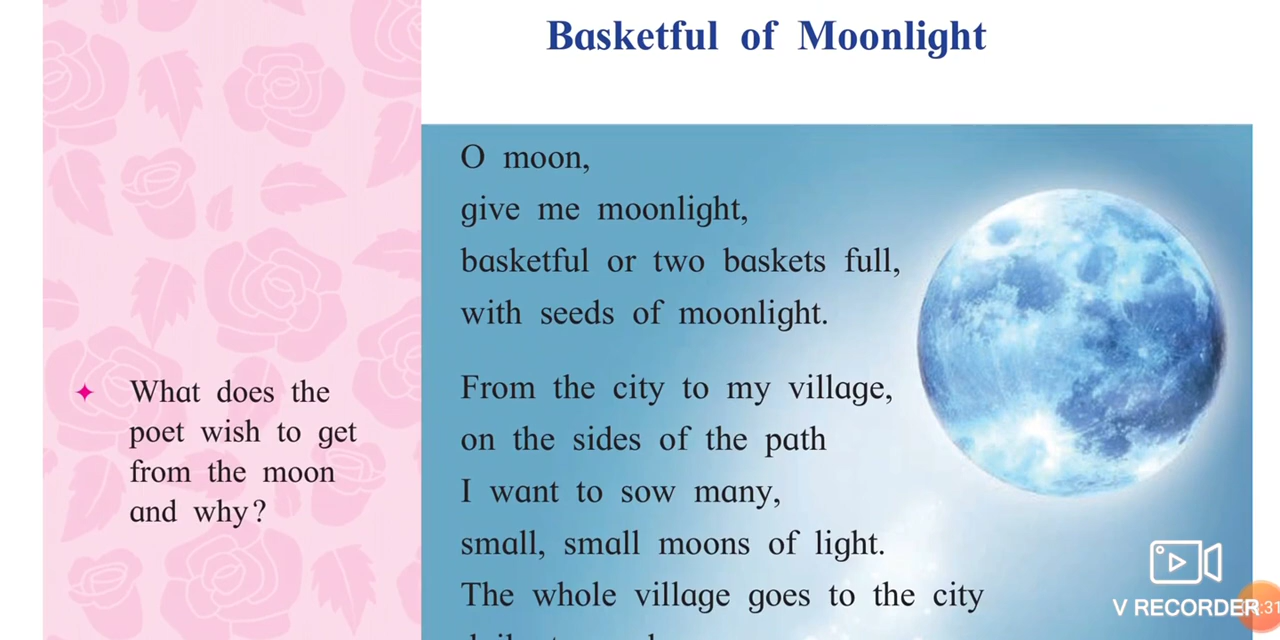 Basketful of Moonlight
O moon,
give me moonlight,
basketful or two baskets full,
with seeds of moonlight.
From the city to my village,
on the sides of the path
I want to sow many,
small, small moons of light.
The whole village goes to the city
What does the
poet wish to get
from the moon
and why?
V RECORDER
:31